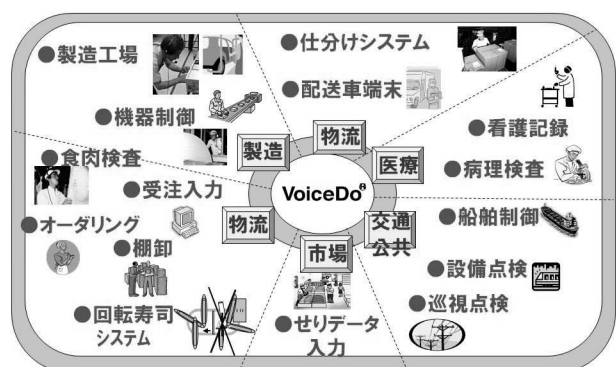 ●製造工場
●機器制御
●食肉検査
●受注入力
●オーダリング
●棚卸
●回転寿司
システム
●仕分けシステム
●配送車端末
●看護記録
●病理検査
●船舶制御
●設備点検
●巡視点検
●せりデータ
入力
製造
物流
医療
VoiceDo
物流
市場
交通
公共